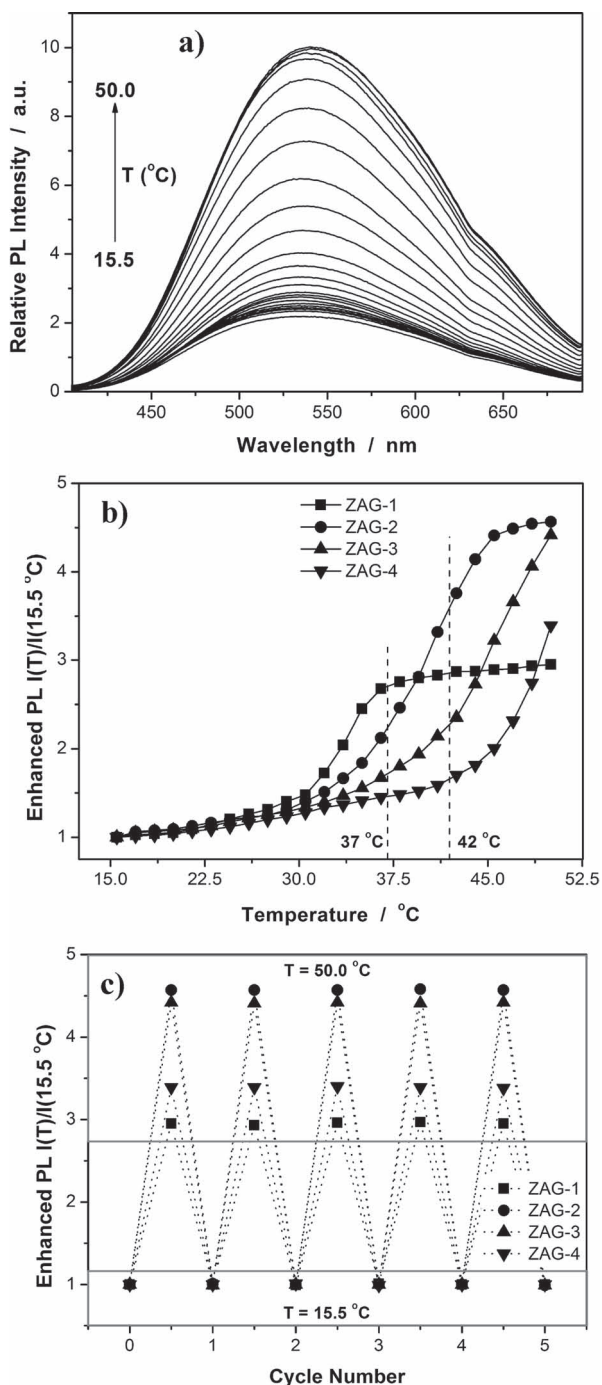 a)
10
8
6
4
2
0
50.0
T (°C)
15.5
Relative PL Intensity / a.u.
450 500 550 600 650
Wavelength / nm
b)
ZAG-1
ZAG-2
ZAG-3
ZAG-4
5
4
3
2
1
Enhanced PL I(T)/I(15.5 °C)
37 °C
42 °C
15.0 22.5 30.0 37.5 45.0 52.5
Temperature / °C
c)
T = 50.0 °C
5
4
3
2
1
Enhanced PL I(T)/I(15.5 °C)
ZAG-1
ZAG-2
ZAG-3
ZAG-4
T = 15.5 °C
0 1 2 3 4 5
Cycle Number